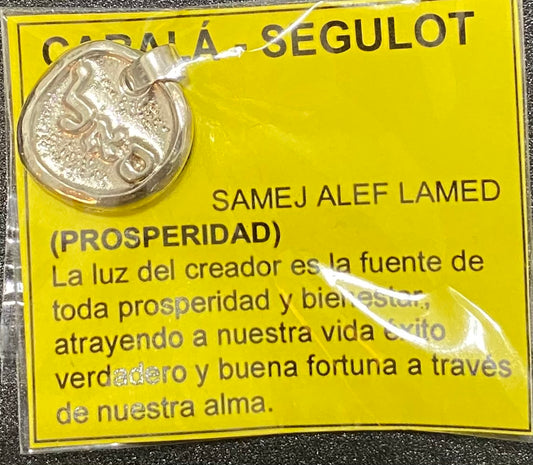 CABALÁ - SEGULOT
סאל
SAMEJ ALEF LAMED
(PROSPERIDAD)
La luz del creador es la fuente de
toda prosperidad y bienestar,
atrayendo a nuestra vida éxito
verdadero y buena fortuna a través
de nuestra alma.